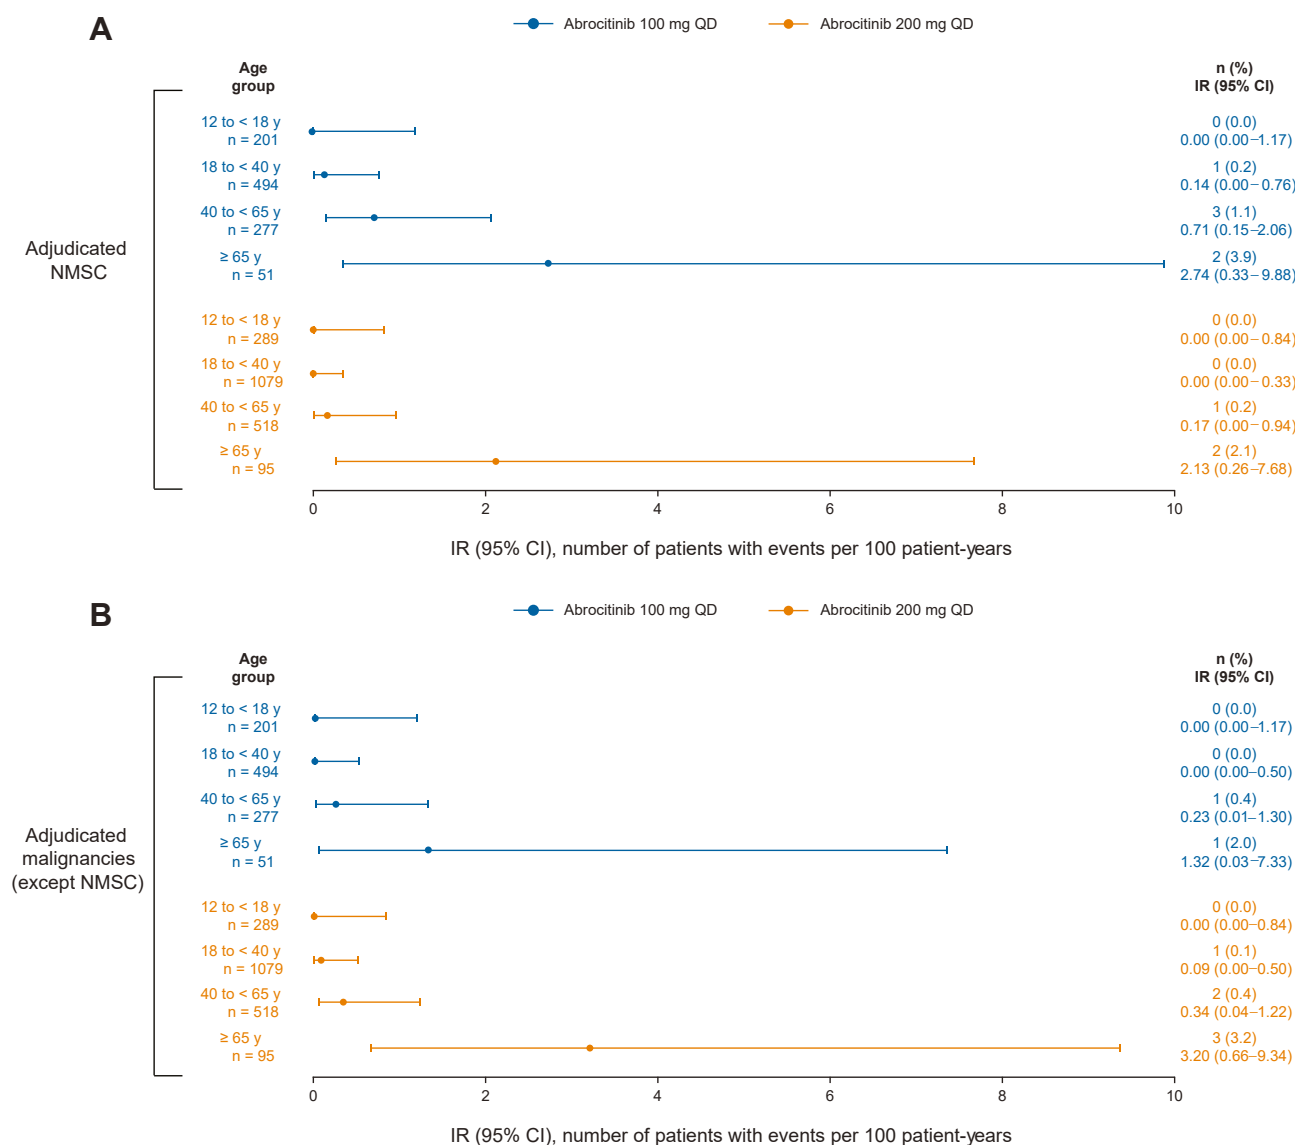 A
Abrocitinib 100 mg QD
Abrocitinib 200 mg QD
Age
group
n (%)
IR (95% CI)
Adjudicated
NMSC
12 to < 18 y
n = 201
0 (0.0)
0.00 (0.00–1.17)
18 to < 40 y
n = 494
1 (0.2)
0.14 (0.00–0.76)
40 to < 65 y
n = 277
3 (1.1)
0.71 (0.15–2.06)
≥ 65 y
n = 51
2 (3.9)
2.74 (0.33–9.88)
12 to < 18 y
n = 289
0 (0.0)
0.00 (0.00–0.84)
18 to < 40 y
n = 1079
0 (0.0)
0.00 (0.00–0.33)
40 to < 65 y
n = 518
1 (0.2)
0.17 (0.00–0.94)
≥ 65 y
n = 95
2 (2.1)
2.13 (0.26–7.68)
0 2 4 6 8 10
IR (95% CI), number of patients with events per 100 patient-years
B
Abrocitinib 100 mg QD
Abrocitinib 200 mg QD
Age
group
n (%)
IR (95% CI)
Adjudicated
malignancies
(except NMSC)
12 to < 18 y
n = 201
0 (0.0)
0.00 (0.00–1.17)
18 to < 40 y
n = 494
0 (0.0)
0.00 (0.00–0.50)
40 to < 65 y
n = 277
1 (0.4)
0.23 (0.01–1.30)
≥ 65 y
n = 51
1 (2.0)
1.32 (0.03–7.33)
12 to < 18 y
n = 289
0 (0.0)
0.00 (0.00–0.84)
18 to < 40 y
n = 1079
1 (0.1)
0.09 (0.00–0.50)
40 to < 65 y
n = 518
2 (0.4)
0.34 (0.04–1.22)
≥ 65 y
n = 95
3 (3.2)
3.20 (0.66–9.34)
0 2 4 6 8 10
IR (95% CI), number of patients with events per 100 patient-years